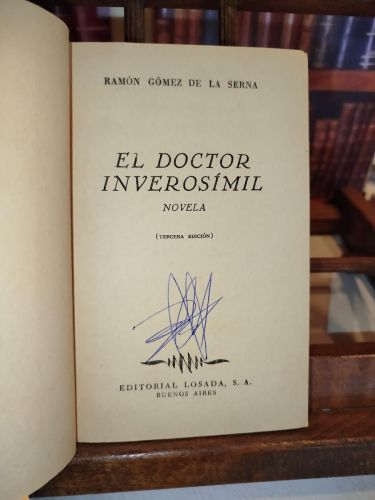 RAMÓN GÓMEZ DE LA SERNA
EL DOCTOR
INVEROSÍMIL
NOVELA
(TERCERA EDICIÓN)
EDITORIAL LOSADA, S. A.
BUENOS AIRES